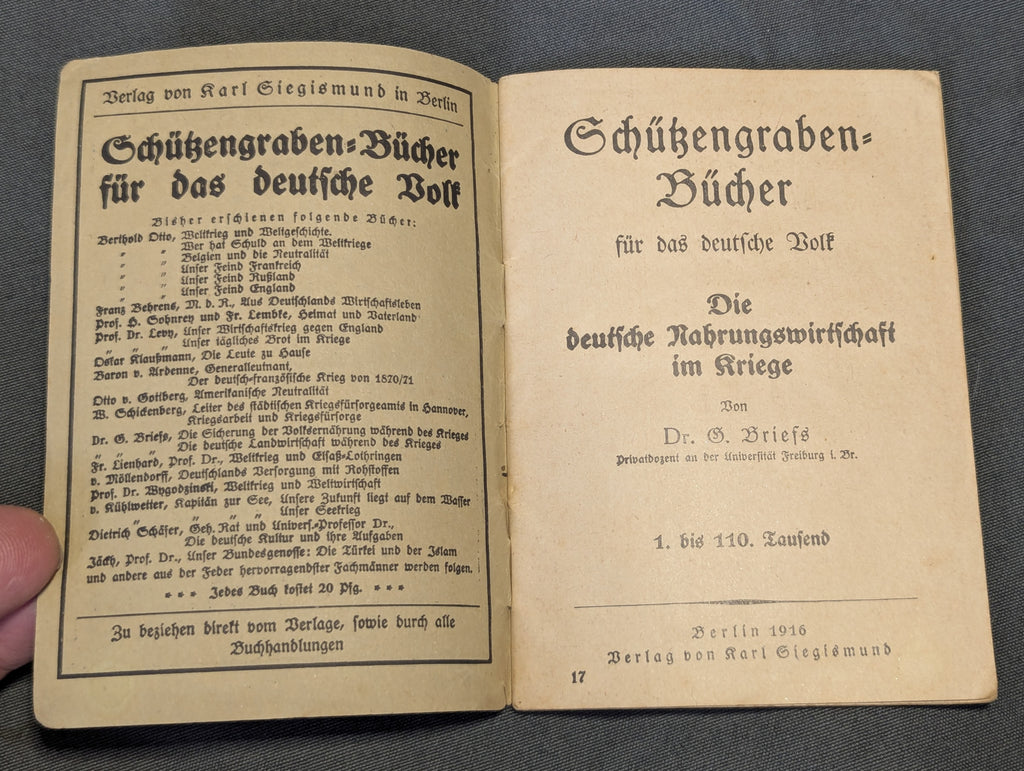 Verlag von Karl Siegismund in Berlin
Schützengraben-Bücher
für das deutsche Volk
Bisher erschienen folgende Bücher:
Berthold Otto, Weltkrieg und Weltgeschichte.
" " Wer hat Schuld an dem Weltkriege
" " Belgien und die Neutralität
" " Unser Feind Frankreich
" " Unser Feind Rußland
" " Unser Feind England
Franz Behrens, M. d. R., Aus Deutschlands Wirtschaftsleben
Prof. H. Sohnrey und Fr. Lembke, Heimat und Vaterland
Prof. Dr. Levy, Unser Wirtschaftskrieg gegen England
" " " Unser tägliches Brot im Kriege
Oskar Klaußmann, Die Leute zu Hause
Baron v. Ardenne, Generalleutnant,
Der deutsch-französische Krieg von 1870/71
Otto v. Gottberg, Amerikanische Neutralität
W. Schickenberg, Leiter des städtischen Kriegsfürsorgeamts in Hannover,
Kriegsarbeit und Kriegsfürsorge
Dr. G. Briefs, Die Sicherung der Volksernährung während des Krieges
" " Die deutsche Landwirtschaft während des Krieges
Fr. Lienhard, Prof. Dr., Weltkrieg und Elsaß-Lothringen
v. Möllendorff, Deutschlands Versorgung mit Rohstoffen
Prof. Dr. Wygodzinski, Weltkrieg und Weltwirtschaft
v. Kühlwetter, Kapitän zur See, Unsere Zukunft liegt auf dem Wasser
" " " " Unser Seekrieg
Dietrich Schäfer, Geh. Rat und Univers.-Professor Dr.,
Die deutsche Kultur und ihre Aufgaben
Jäckh, Prof. Dr., Unser Bundesgenosse: Die Türkei und der Islam
und andere aus der Feder hervorragendster Fachmänner werden folgen.
* * * Jedes Buch kostet 20 Pfg. * * *
Zu beziehen direkt vom Verlage, sowie durch alle
Buchhandlungen
Schützengraben-
Bücher
für das deutsche Volk
Die
deutsche Nahrungswirtschaft
im Kriege
Von
Dr. G. Briefs
Privatdozent an der Universität Freiburg i. Br.
1. bis 110. Tausend
Berlin 1916
Verlag von Karl Siegismund
17